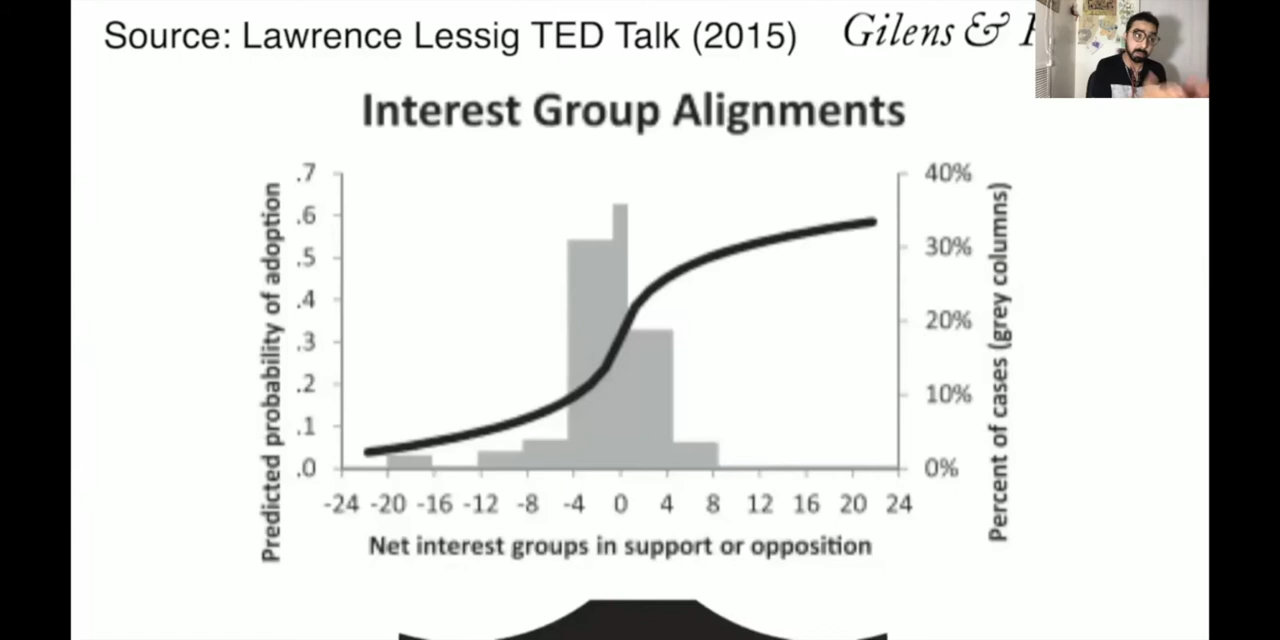 Source: Lawrence Lessig TED Talk (2015)
Gilens &
Interest Group Alignments
Predicted probability of adoption
.7
.6
.5
.4
.3
.2
.1
.0
40%
30%
20%
10%
0%
Percent of cases (grey columns)
-24 -20 -16 -12 -8 -4 0 4 8 12 16 20 24
Net interest groups in support or opposition